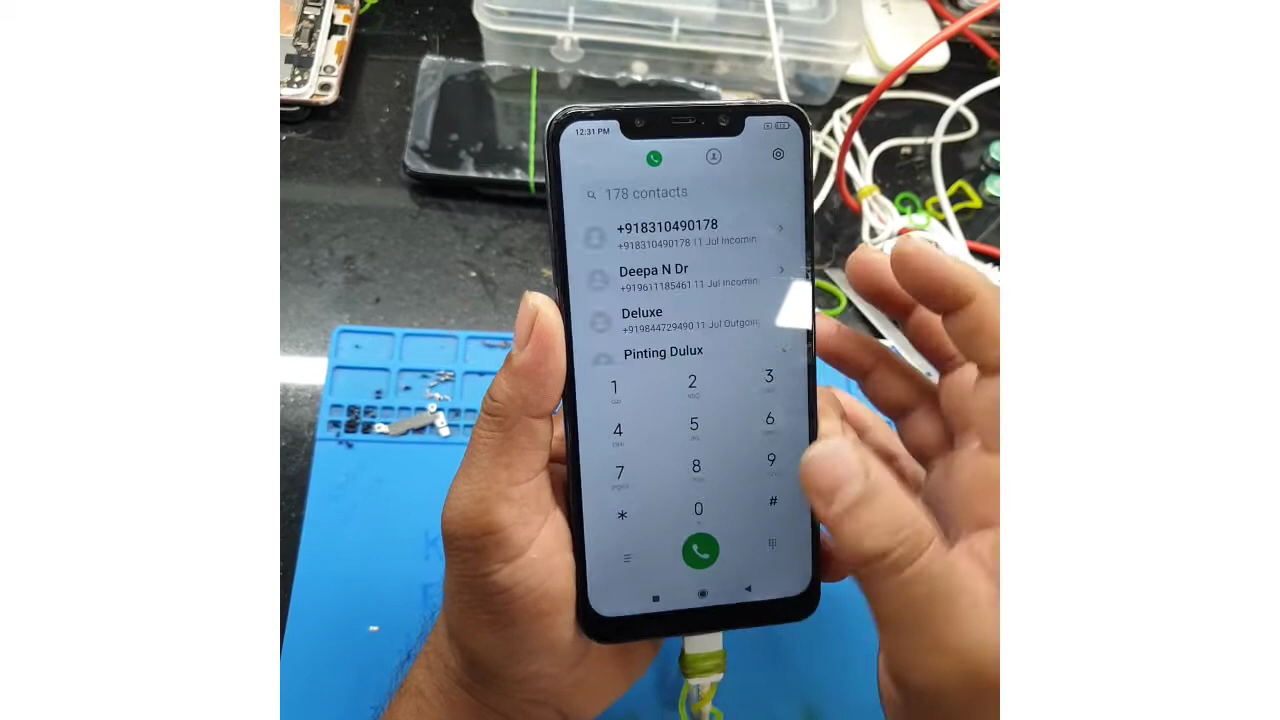 12:31 PM
178 contacts
+918310490178
+918310490178 11 Jul Incomin
Deepa N Dr
+919611185461 11 Jul Incomin
Deluxe
+919844729490 11 Jul Outgoin
Pinting Dulux
1 2 3
4 5 6
7 8 9
* 0 #